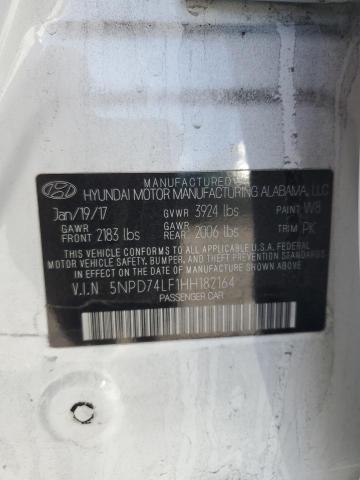 MANUFACTURED BY
HYUNDAI MOTOR MANUFACTURING ALABAMA, LLC
Jan/19/17 GVWR 3924 lbs PAINT W8
GAWR FRONT 2183 lbs GAWR REAR 2006 lbs TRIM PK
THIS VEHICLE CONFORMS TO ALL APPLICABLE U.S.A. FEDERAL
MOTOR VEHICLE SAFETY, BUMPER, AND THEFT PREVENTION
STANDARDS IN EFFECT ON THE DATE OF MANUFACTURE SHOWN ABOVE.
V.I.N 5NPD74LF1HH182164
PASSENGER CAR